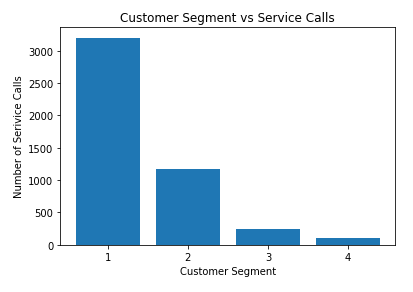 Customer Segment vs Service Calls
Number of Serivice Calls
3000
2500
2000
1500
1000
500
0
1 2 3 4
Customer Segment